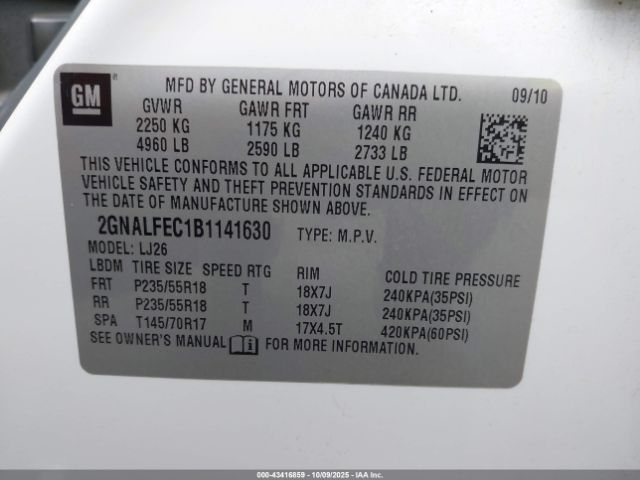 GM ®
MFD BY GENERAL MOTORS OF CANADA LTD. 09/10
GVWR GAWR FRT GAWR RR
2250 KG 1175 KG 1240 KG
4960 LB 2590 LB 2733 LB
THIS VEHICLE CONFORMS TO ALL APPLICABLE U.S. FEDERAL MOTOR
VEHICLE SAFETY AND THEFT PREVENTION STANDARDS IN EFFECT ON
THE DATE OF MANUFACTURE SHOWN ABOVE.
2GNALFEC1B1141630 TYPE: M.P.V.
MODEL: LJ26
LBDM TIRE SIZE SPEED RTG RIM COLD TIRE PRESSURE
FRT P235/55R18 T 18X7J 240KPA(35PSI)
RR P235/55R18 T 18X7J 240KPA(35PSI)
SPA T145/70R17 M 17X4.5T 420KPA(60PSI)
SEE OWNER'S MANUAL FOR MORE INFORMATION.
000-43416859 - 10/09/2025 - IAAI.COM